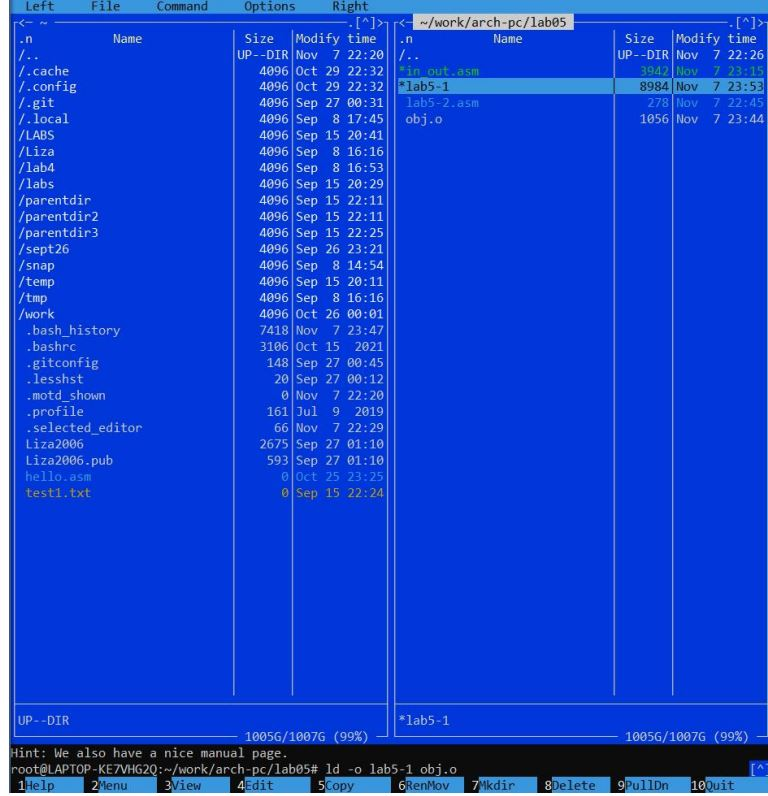 Left File Command Options Right
<- ~ .[^]> <- ~/work/arch-pc/lab05 .[^]>
.n Name Size Modify time .n Name Size Modify time
/.. UP--DIR Nov 7 22:20 /.. UP--DIR Nov 7 22:26
/.cache 4096 Oct 29 22:32 *in_out.asm 3942 Nov 7 23:15
/.config 4096 Oct 29 22:32 *lab5-1 8984 Nov 7 23:53
/.git 4096 Sep 27 00:31 lab5-2.asm 278 Nov 7 22:45
/.local 4096 Sep 8 17:45 obj.o 1056 Nov 7 23:44
/LABS 4096 Sep 15 20:41
/Liza 4096 Sep 8 16:16
/lab4 4096 Sep 8 16:53
/labs 4096 Sep 15 20:29
/parentdir 4096 Sep 15 22:11
/parentdir2 4096 Sep 15 22:11
/parentdir3 4096 Sep 15 22:25
/sept26 4096 Sep 26 23:21
/snap 4096 Sep 8 14:54
/temp 4096 Sep 15 20:11
/tmp 4096 Sep 8 16:16
/work 4096 Oct 26 00:01
.bash_history 7418 Nov 7 23:47
.bashrc 3106 Oct 15 2021
.gitconfig 148 Sep 27 00:45
.lesshst 20 Sep 27 00:12
.motd_shown 0 Nov 7 22:20
.profile 161 Jul 9 2019
.selected_editor 66 Nov 7 22:29
Liza2006 2675 Sep 27 01:10
Liza2006.pub 593 Sep 27 01:10
hello.asm 0 Oct 25 23:25
test1.txt 0 Sep 15 22:24
UP--DIR *lab5-1
1005G/1007G (99%) 1005G/1007G (99%)
Hint: We also have a nice manual page.
root@LAPTOP-KE7VHG2Q:~/work/arch-pc/lab05# ld -o lab5-1 obj.o [^]
1Help 2Menu 3View 4Edit 5Copy 6RenMov 7Mkdir 8Delete 9PullDn 10Quit